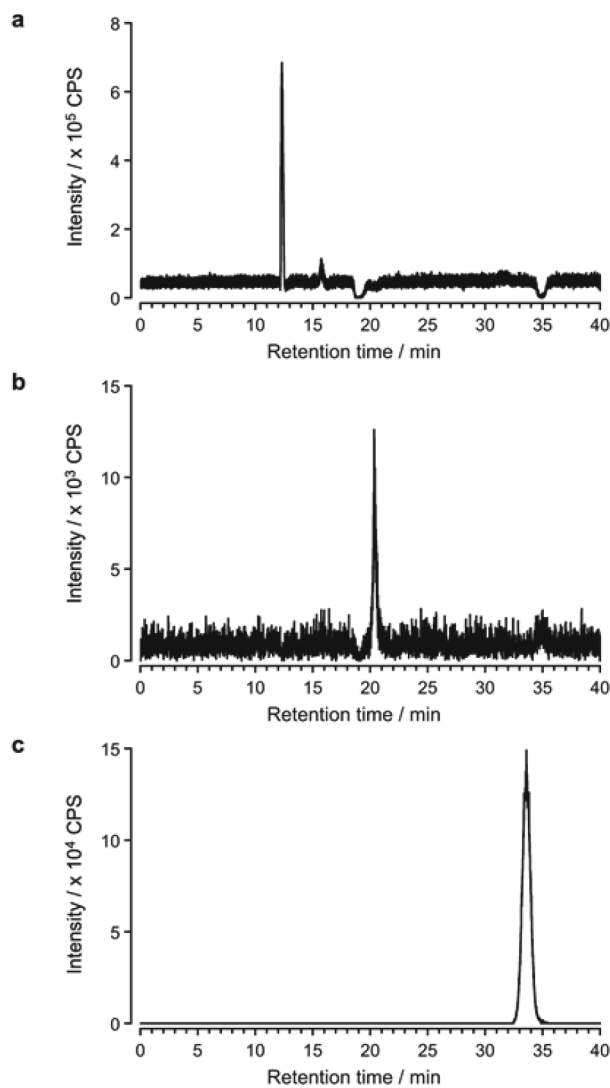 a
Intensity / x 10⁵ CPS
8
6
4
2
0
0 5 10 15 20 25 30 35 40
Retention time / min
b
Intensity / x 10³ CPS
15
10
5
0
0 5 10 15 20 25 30 35 40
Retention time / min
c
Intensity / x 10⁴ CPS
15
10
5
0
0 5 10 15 20 25 30 35 40
Retention time / min